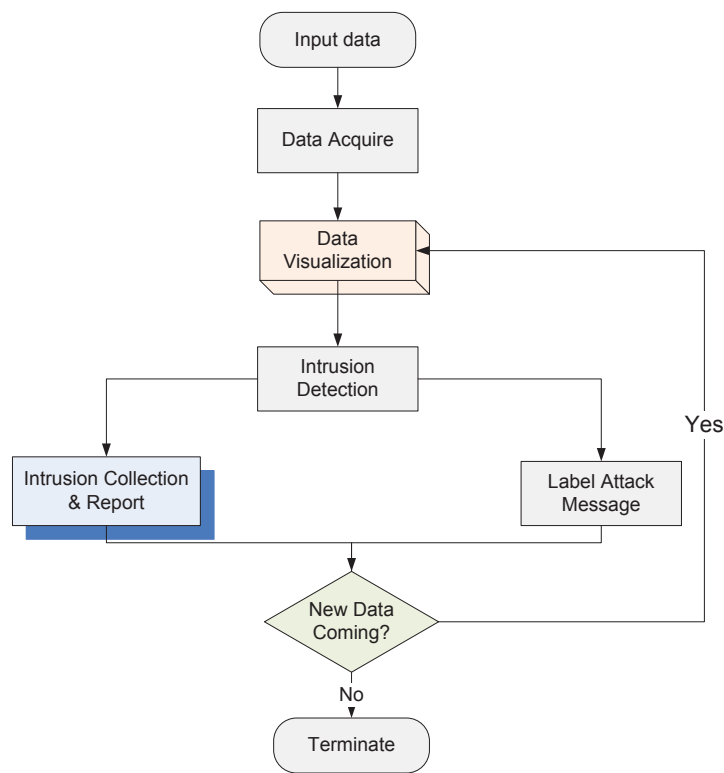 Input data
Data Acquire
Data
Visualization
Intrusion
Detection
Yes
Intrusion Collection
& Report
Label Attack
Message
New Data
Coming?
No
Terminate